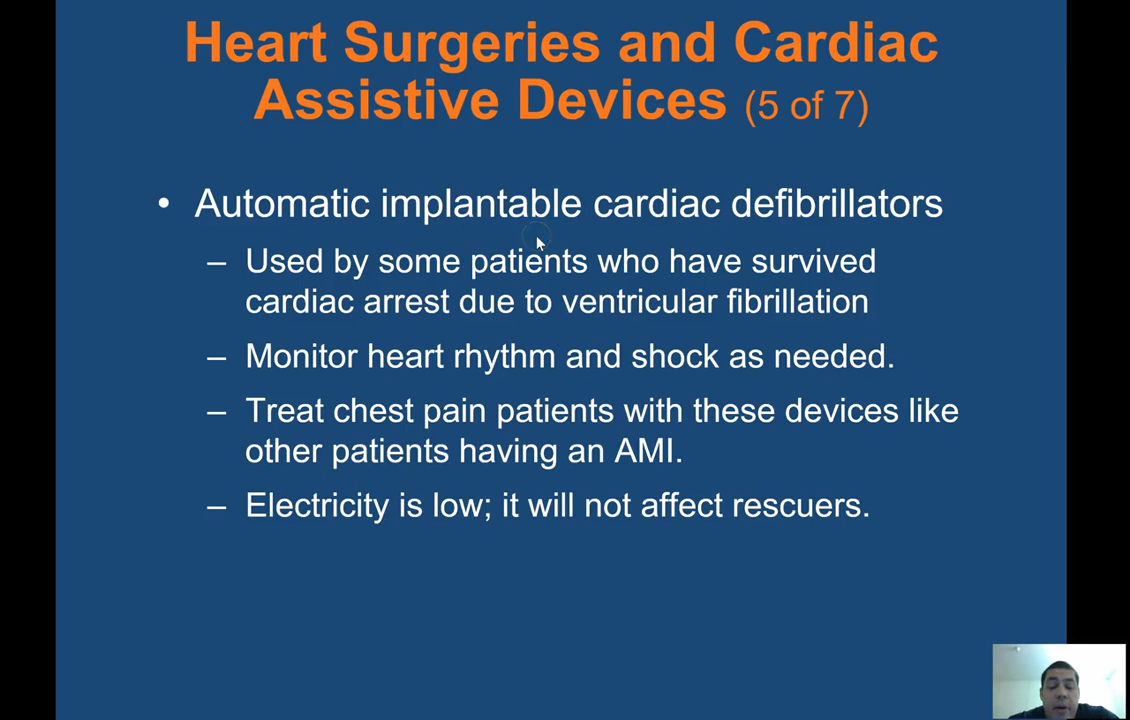 Heart Surgeries and Cardiac
Assistive Devices (5 of 7)
• Automatic implantable cardiac defibrillators
– Used by some patients who have survived
cardiac arrest due to ventricular fibrillation
– Monitor heart rhythm and shock as needed.
– Treat chest pain patients with these devices like
other patients having an AMI.
– Electricity is low; it will not affect rescuers.